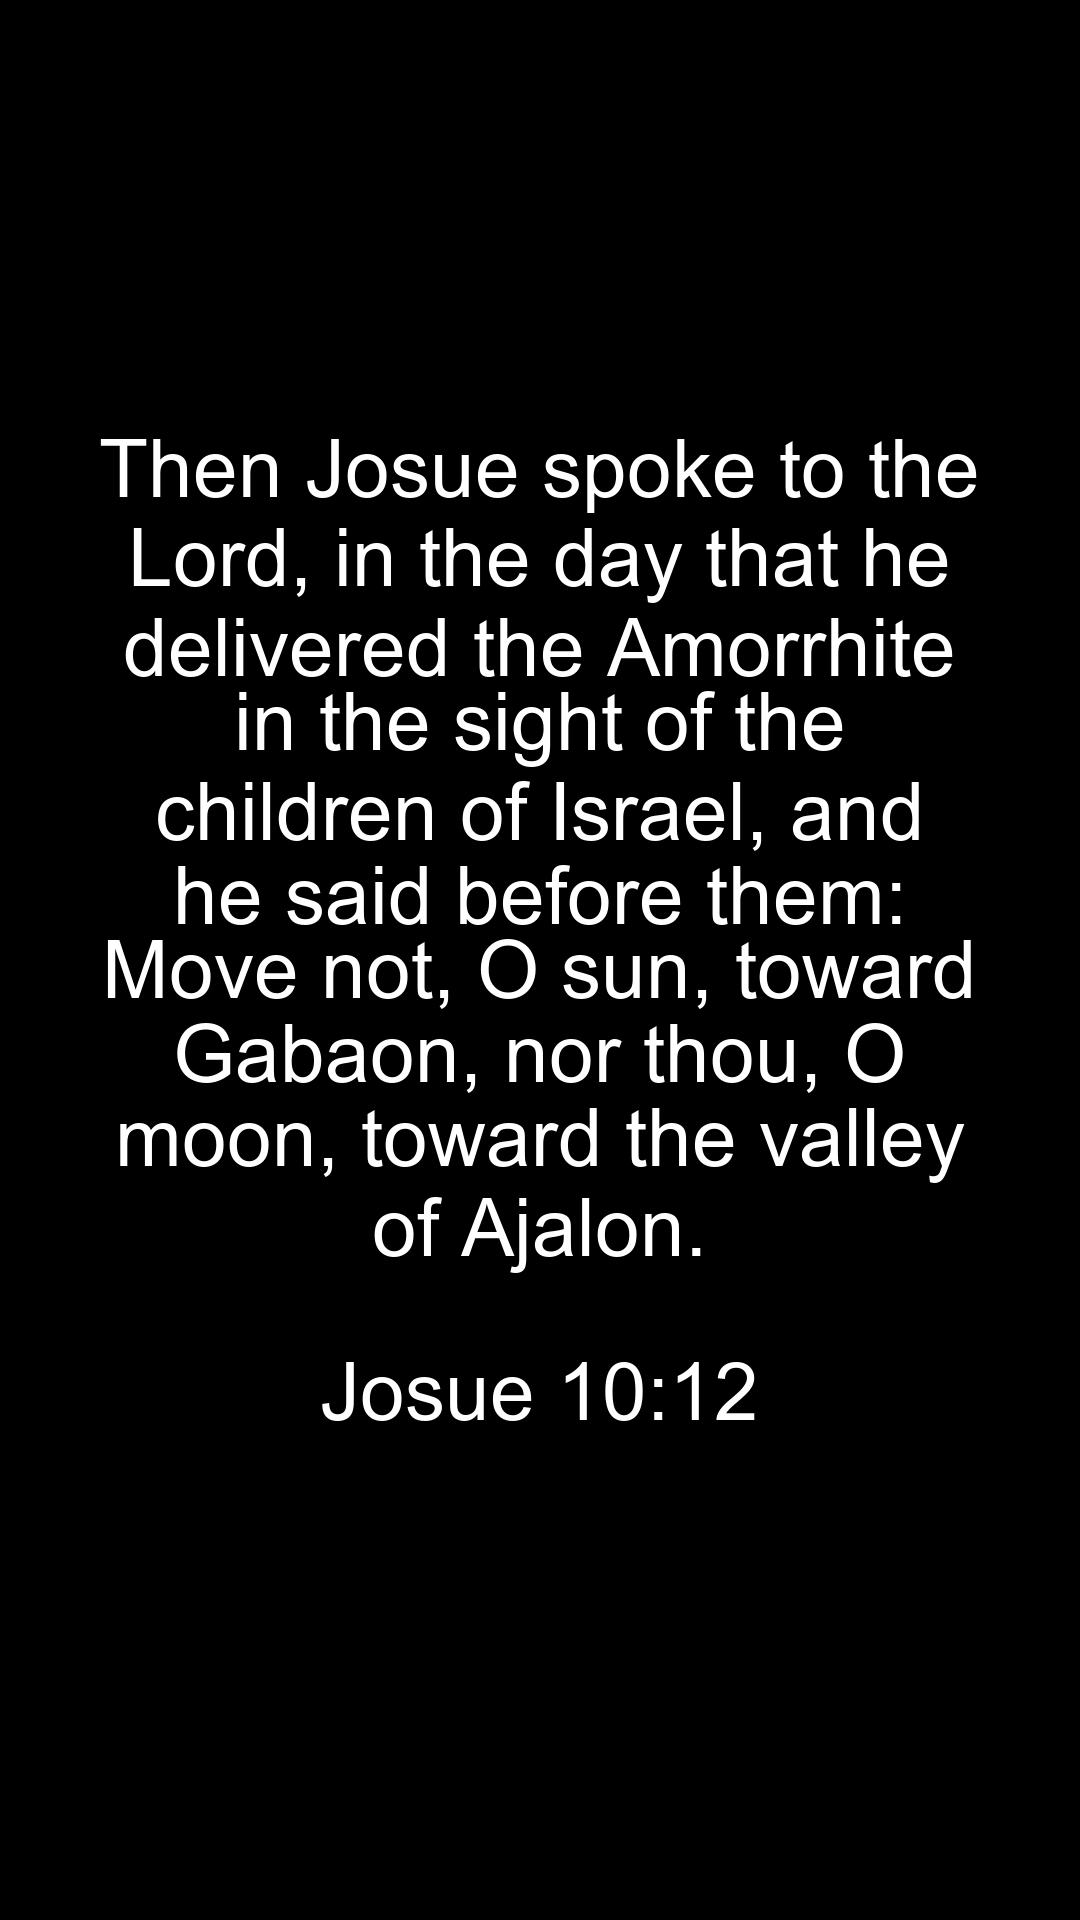 Then Josue spoke to the
Lord, in the day that he
delivered the Amorrhite
in the sight of the
children of Israel, and
he said before them:
Move not, O sun, toward
Gabaon, nor thou, O
moon, toward the valley
of Ajalon.
Josue 10:12